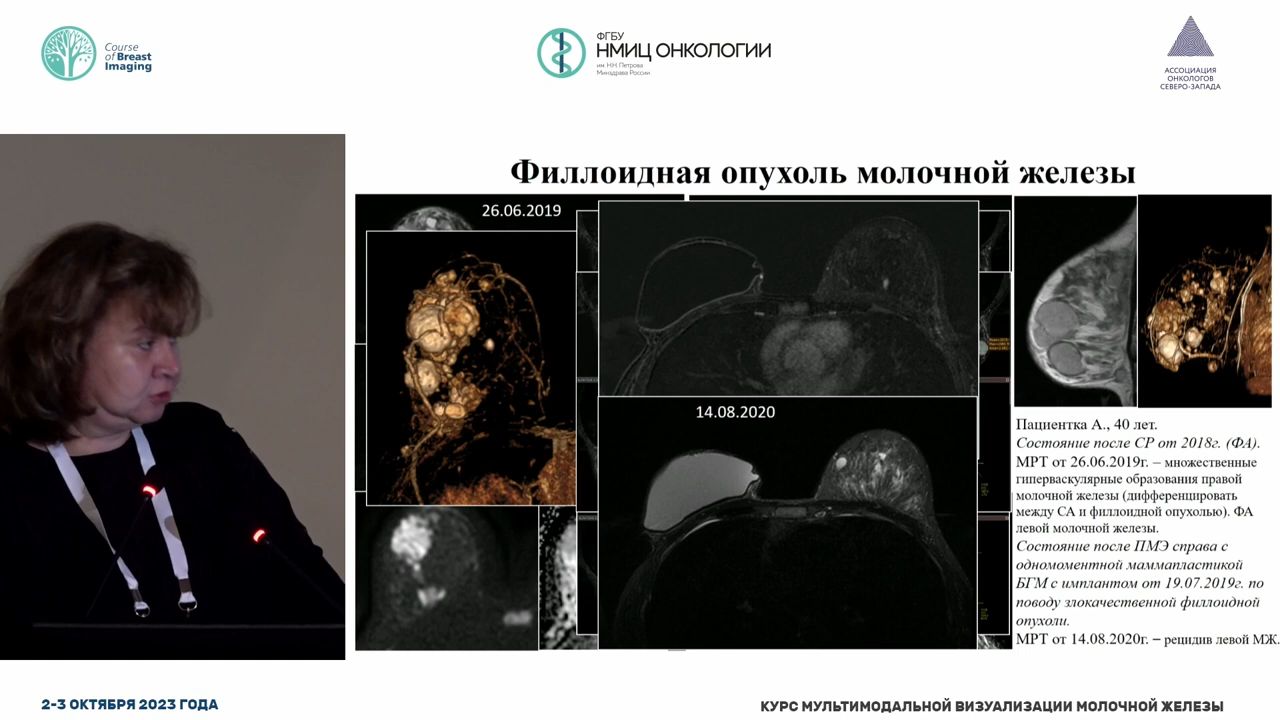 Course
of Breast
Imaging
ФГБУ
НМИЦ ОНКОЛОГИИ
им. Н.Н. Петрова
Минздрава России
АССОЦИАЦИЯ
ОНКОЛОГОВ
СЕВЕРО-ЗАПАДА
Филлоидная опухоль молочной железы
26.06.2019
14.08.2020
Пациентка А., 40 лет.
Состояние после СР от 2018г. (ФА).
МРТ от 26.06.2019г. – множественные
гиперваскулярные образования правой
молочной железы (дифференцировать
между СА и филлоидной опухолью). ФА
левой молочной железы.
Состояние после ПМЭ справа с
одномоментной маммапластикой
БГМ с имплантом от 19.07.2019г. по
поводу злокачественной филлоидной
опухоли.
МРТ от 14.08.2020г. – рецидив левой МЖ.
2-3 ОКТЯБРЯ 2023 ГОДА
КУРС МУЛЬТИМОДАЛЬНОЙ ВИЗУАЛИЗАЦИИ МОЛОЧНОЙ ЖЕЛЕЗЫ